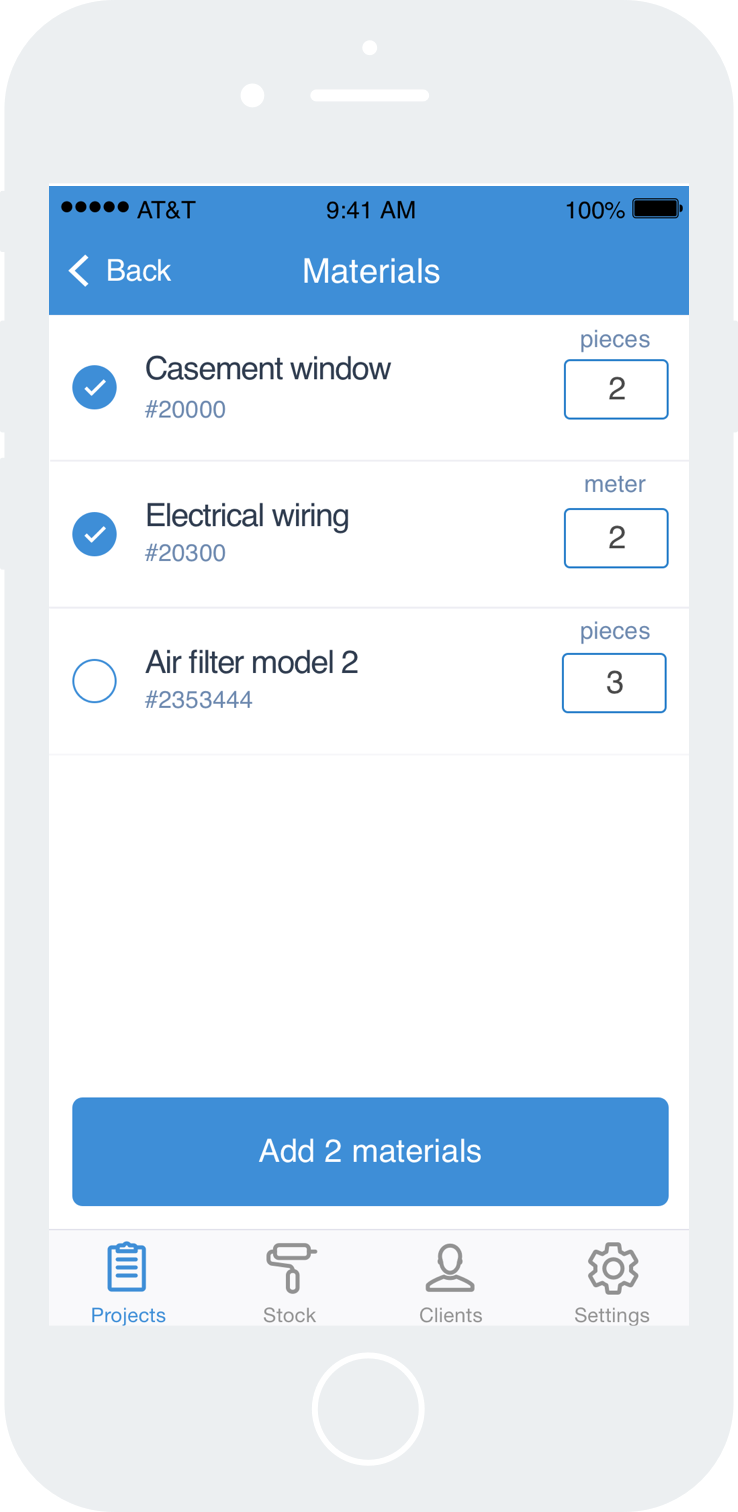 AT&T 9:41 AM 100%
Back Materials
pieces
Casement window
2
#20000
meter
Electrical wiring
2
#20300
pieces
Air filter model 2
3
#2353444
Add 2 materials
Projects Stock Clients Settings